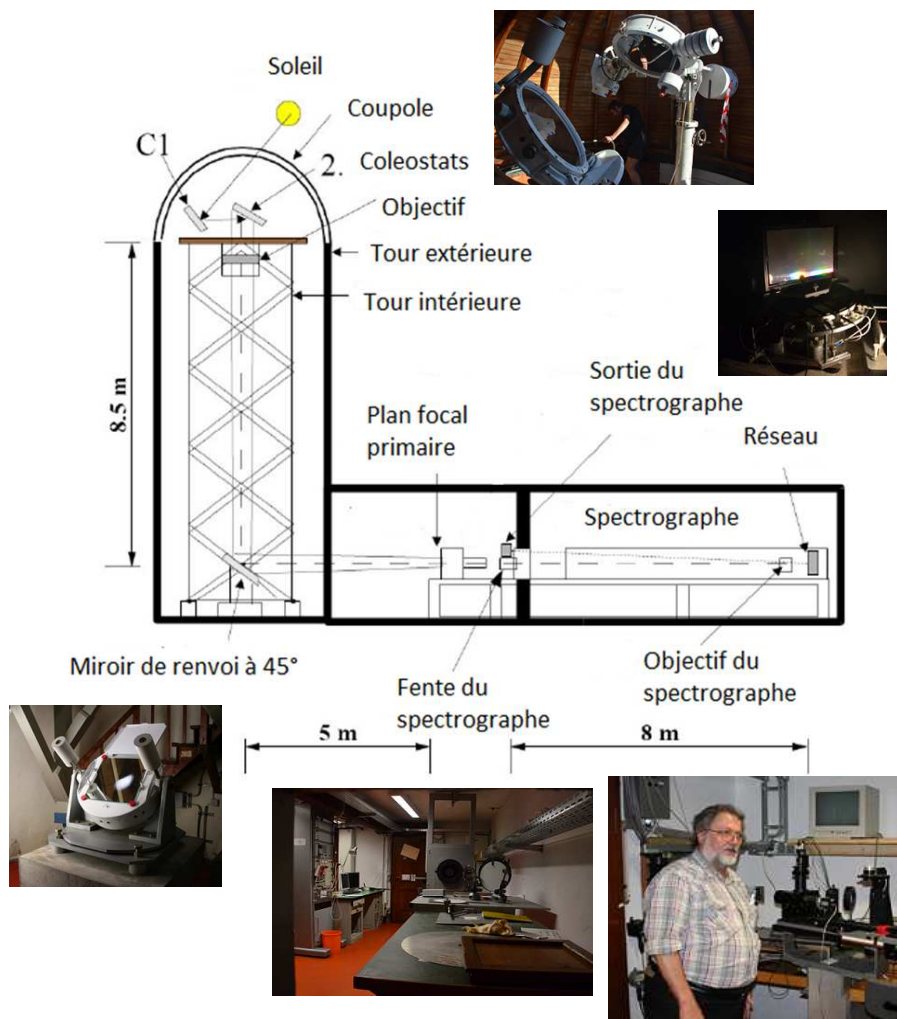 Soleil
Coupole
C1
2.
Coleostats
Objectif
Tour extérieure
Tour intérieure
8.5 m
Sortie du
spectrographe
Plan focal
primaire
Réseau
Spectrographe
Miroir de renvoi à 45°
Objectif du
spectrographe
Fente du
spectrographe
5 m
8 m